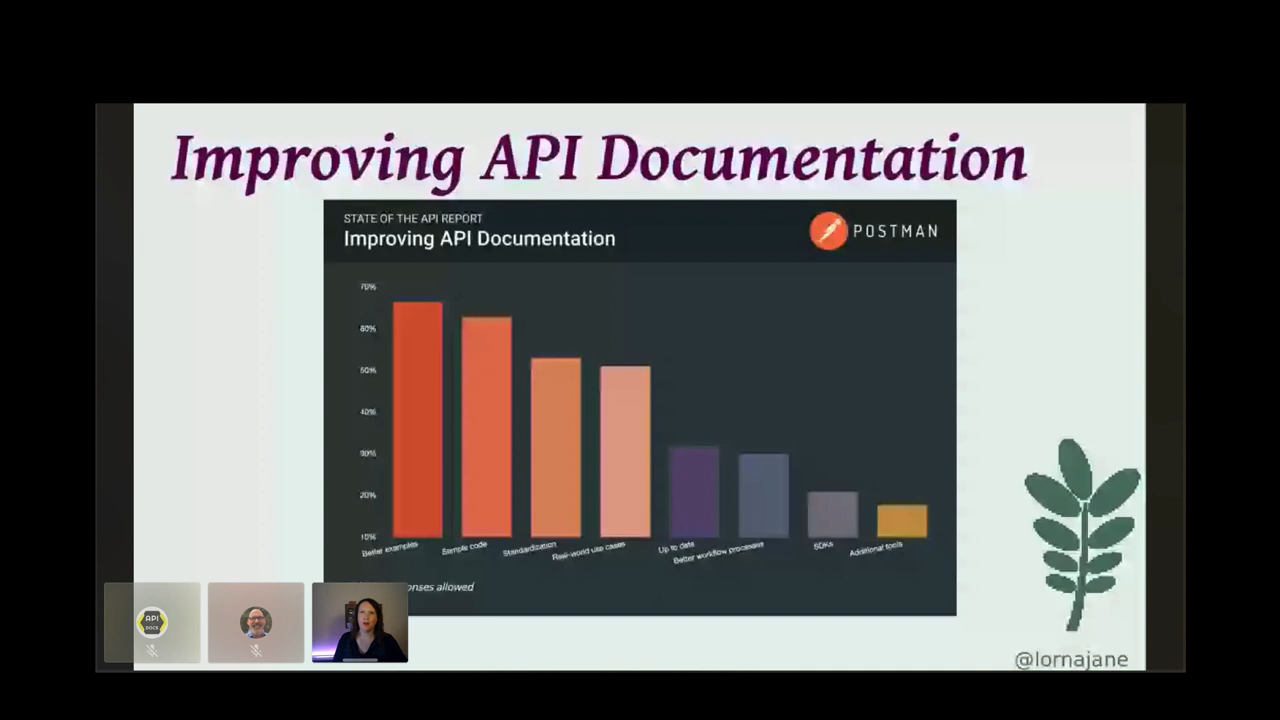 Improving API Documentation
STATE OF THE API REPORT
Improving API Documentation
POSTMAN
70%
60%
50%
40%
30%
20%
10%
Better examples
Sample code
Standardization
Real-world use cases
Up to date
Better workflow processes
SDKs
Additional tools
onses allowed
API
DOCS
@lornajane